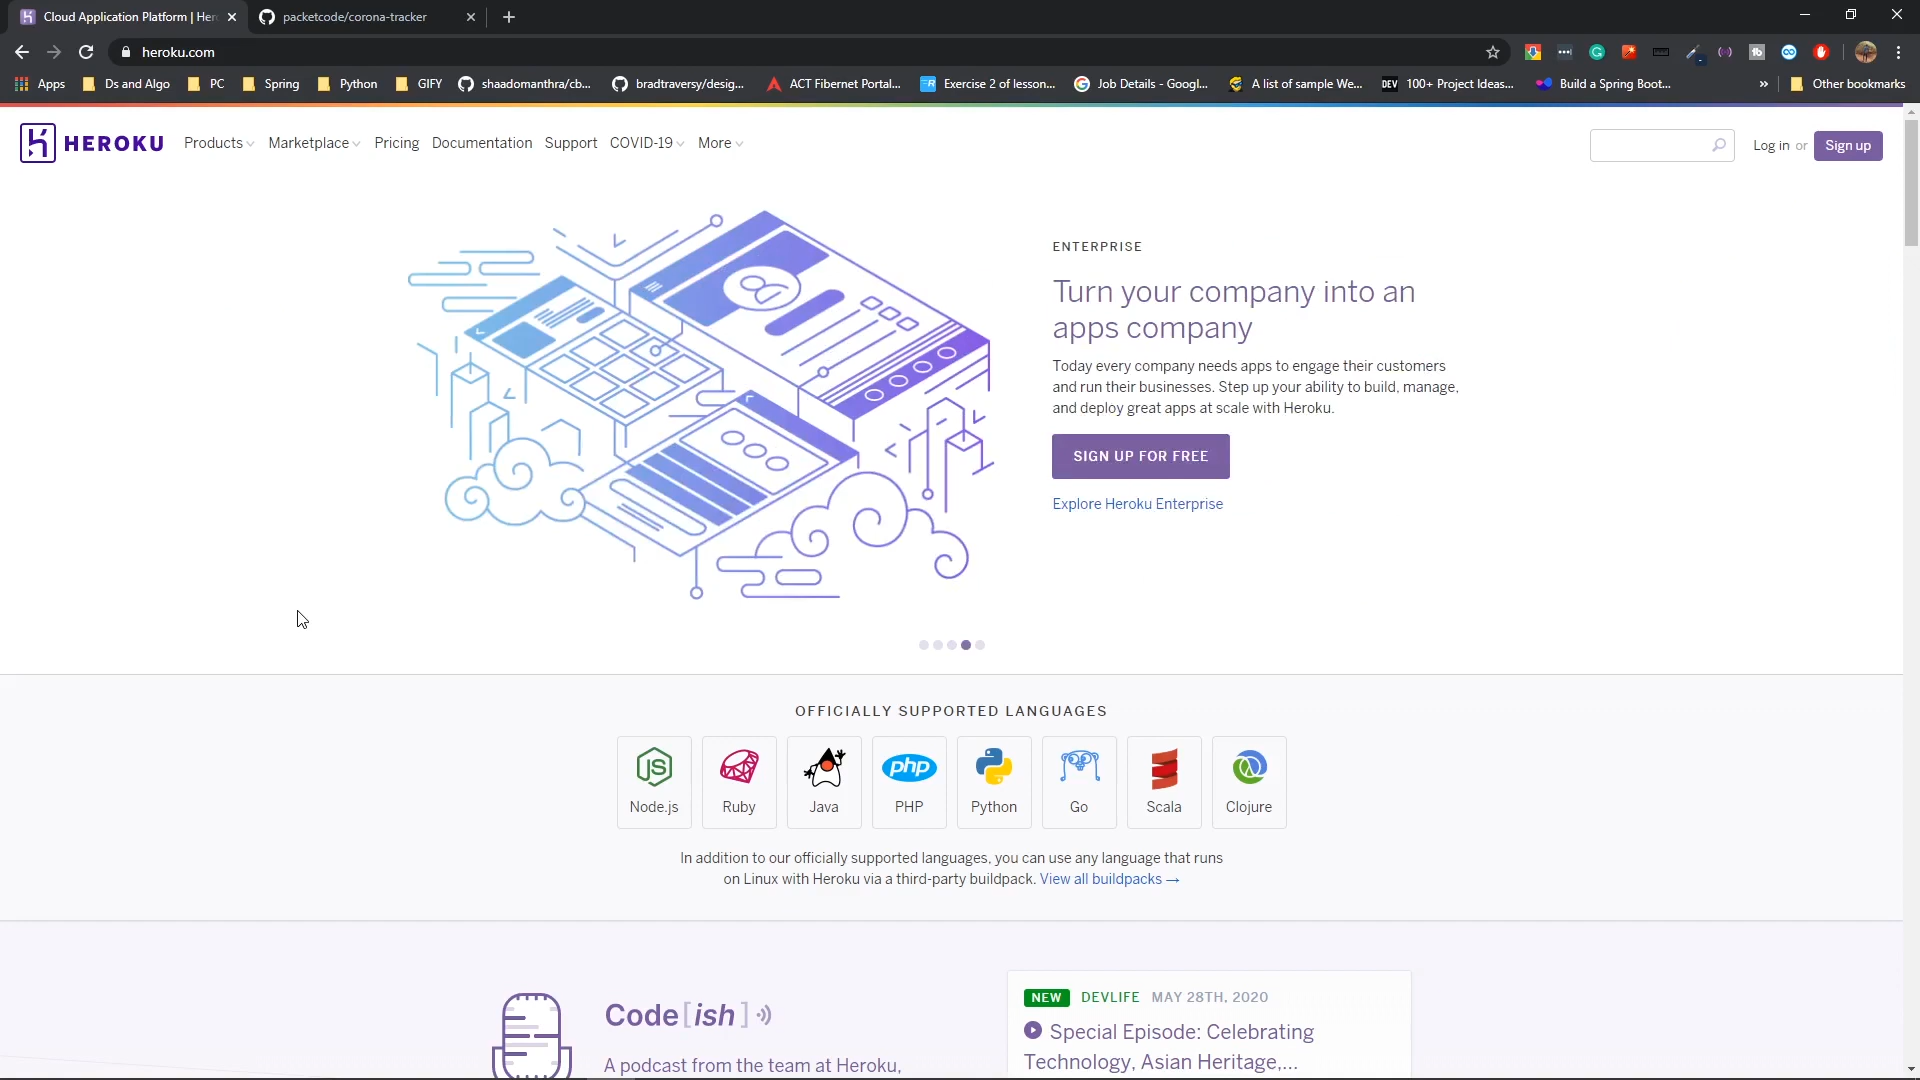 Cloud Application Platform | Her
packetcode/corona-tracker
heroku.com
Apps
Ds and Algo
PC
Spring
Python
GIFY
shaadomanthra/cb...
bradtraversy/desig...
ACT Fibernet Portal...
Exercise 2 of lesson...
Job Details - Googl...
A list of sample We...
DEV
100+ Project Ideas...
Build a Spring Boot...
»
Other bookmarks
HEROKU
Products
Marketplace
Pricing
Documentation
Support
COVID-19
More
Log in or
Sign up
ENTERPRISE
Turn your company into an
apps company
Today every company needs apps to engage their customers
and run their businesses. Step up your ability to build, manage,
and deploy great apps at scale with Heroku.
SIGN UP FOR FREE
Explore Heroku Enterprise
OFFICIALLY SUPPORTED LANGUAGES
JS
php
Node.js
Ruby
Java
PHP
Python
Go
Scala
Clojure
In addition to our officially supported languages, you can use any language that runs
on Linux with Heroku via a third-party buildpack. View all buildpacks →
Code[ish]
A podcast from the team at Heroku,
NEW DEVLIFE MAY 28TH, 2020
Special Episode: Celebrating
Technology, Asian Heritage,...